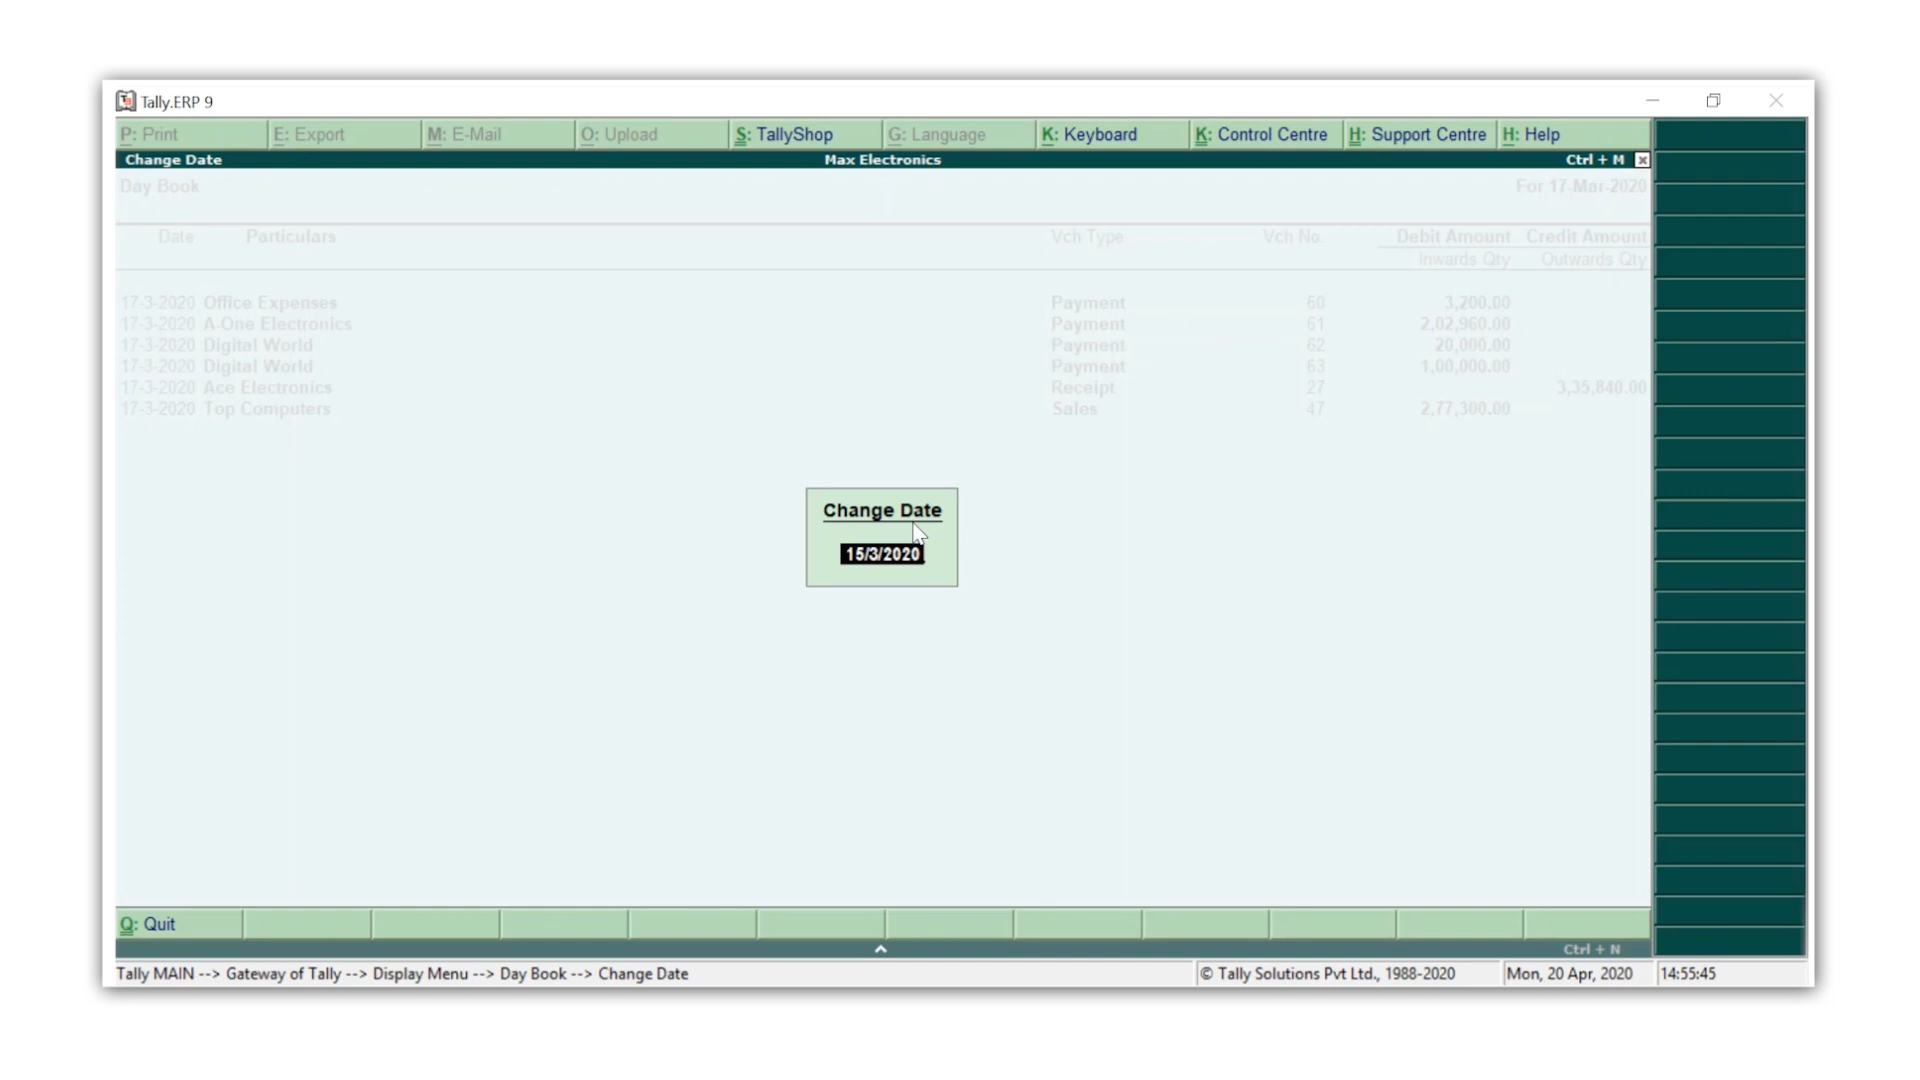 Tally.ERP 9
P: Print E: Export M: E-Mail O: Upload S: TallyShop G: Language K: Keyboard K: Control Centre H: Support Centre H: Help
Change Date Max Electronics Ctrl + M
Day Book For 17-Mar-2020
Date Particulars Vch Type Vch No. Debit Amount Credit Amount
Inwards Qty Outwards Qty
17-3-2020 Office Expenses Payment 60 3,200.00
17-3-2020 A-One Electronics Payment 61 2,02,960.00
17-3-2020 Digital World Payment 62 20,000.00
17-3-2020 Digital World Payment 63 1,00,000.00
17-3-2020 Ace Electronics Receipt 27 3,35,840.00
17-3-2020 Top Computers Sales 47 2,77,300.00
Change Date
15/3/2020
Q: Quit
Ctrl + N
Tally MAIN --> Gateway of Tally --> Display Menu --> Day Book --> Change Date © Tally Solutions Pvt Ltd., 1988-2020 Mon, 20 Apr, 2020 14:55:45